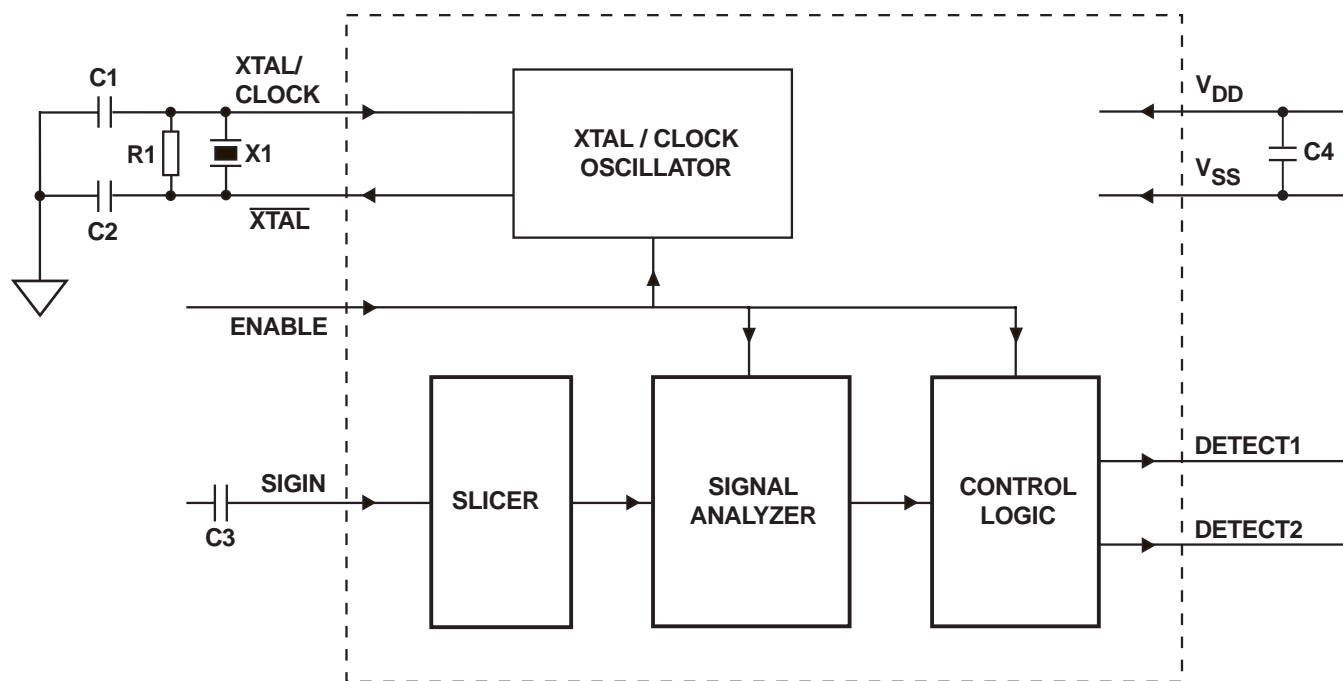 C1
XTAL/
CLOCK
R1
X1
C2
XTAL
XTAL / CLOCK
OSCILLATOR
VDD
C4
VSS
ENABLE
SIGIN
C3
SLICER
SIGNAL
ANALYZER
CONTROL
LOGIC
DETECT1
DETECT2